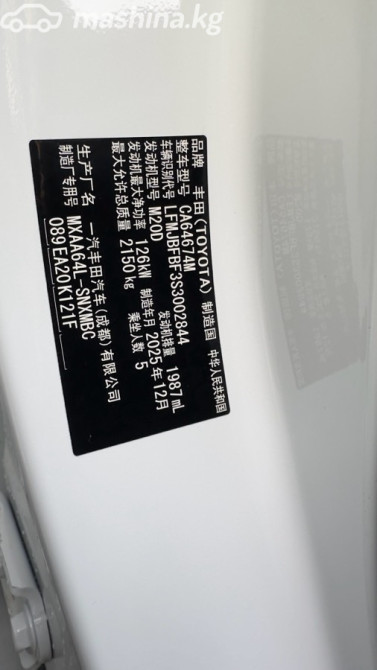 mashina.kg
品牌 丰田(TOYOTA) 制造国 中华人民共和国
整车型号 CA64674M
车辆识别代号 LFMJBFBF3S3002844
发动机型号 M20D 发动机排量 1987 mL
发动机最大净功率 126kW 制造年月 2025年12月
最大允许总质量 2150kg 乘坐人数 5
生产厂名 一汽丰田汽车(成都)有限公司
制造厂专用号 MXAA64L-SNXMBC
089EA20K121F